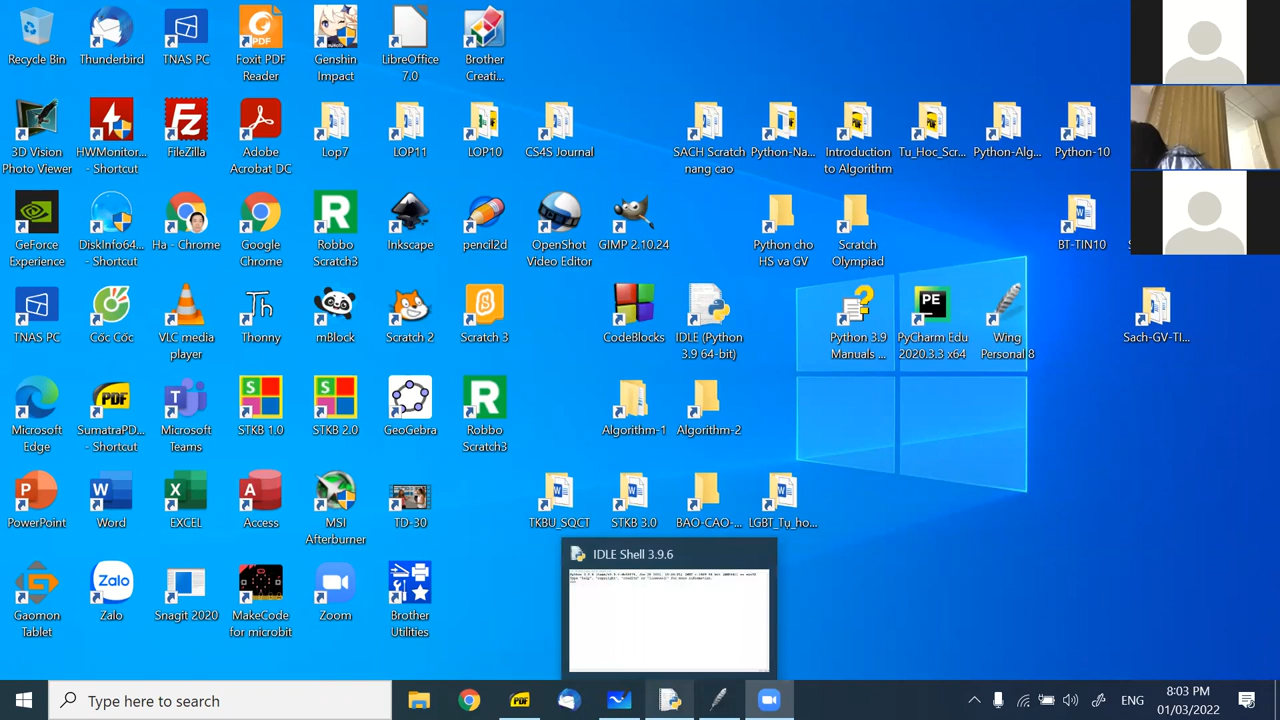 Recycle Bin
Thunderbird
TNAS PC
Foxit PDF
Reader
Genshin
Impact
LibreOffice
7.0
Brother
Creati...
3D Vision
Photo Viewer
HWMonitor...
- Shortcut
FileZilla
Adobe
Acrobat DC
Lop7
LOP11
LOP10
CS4S Journal
SACH Scratch
nang cao
Python-Na...
Introduction
to Algorithm
Tu_Hoc_Scr...
Python-Alg...
Python-10
GeForce
Experience
DiskInfo64...
- Shortcut
Ha - Chrome
Google
Chrome
Robbo
Scratch3
Inkscape
pencil2d
OpenShot
Video Editor
GIMP 2.10.24
Python cho
HS va GV
Scratch
Olympiad
BT-TIN10
TNAS PC
Cốc Cốc
VLC media
player
Thonny
mBlock
Scratch 2
Scratch 3
CodeBlocks
IDLE (Python
3.9 64-bit)
Python 3.9
Manuals ...
PyCharm Edu
2020.3.3 x64
Wing
Personal 8
Sach-GV-TI...
Microsoft
Edge
SumatraPD...
- Shortcut
Microsoft
Teams
STKB 1.0
STKB 2.0
GeoGebra
Robbo
Scratch3
Algorithm-1
Algorithm-2
PowerPoint
Word
EXCEL
Access
MSI
Afterburner
TD-30
TKBU_SQCT
STKB 3.0
BAO-CAO-...
LGBT_Tu_ho...
IDLE Shell 3.9.6
Gaomon
Tablet
Zalo
Snagit 2020
MakeCode
for microbit
Zoom
Brother
Utilities
Type here to search
ENG
8:03 PM
01/03/2022